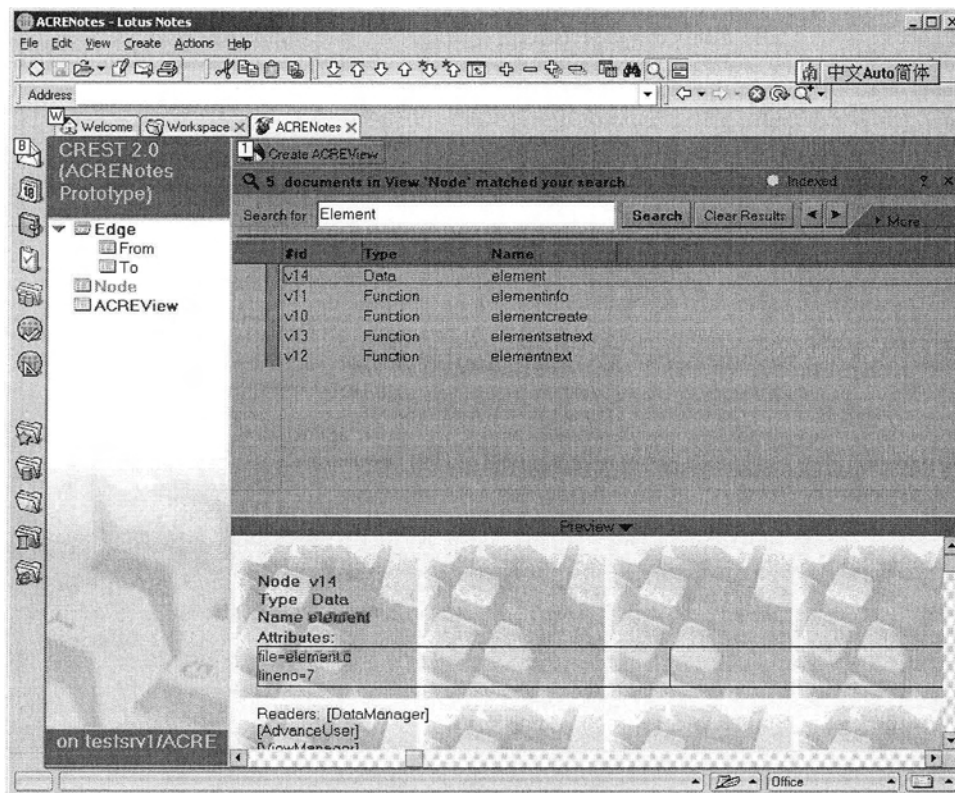 ACRENotes - Lotus Notes
File Edit View Create Actions Help
南 中文Auto简体
Address
W
Welcome Workspace ACRENotes
B
CREST 2.0
(ACRENotes
Prototype)
Edge
From
To
Node
ACREView
on testsrv1/ACRE
1 Create ACREView
5 documents in View 'Node' matched your search. Indexed ? X
Search for Element Search Clear Results More
#id Type Name
v14 Data element
v11 Function elementinfo
v10 Function elementcreate
v13 Function elementsetnext
v12 Function elementnext
Preview
Node v14
Type Data
Name element
Attributes:
file=element.c
lineno=7
Readers: [DataManager]
[AdvanceUser]
[ViewManager]
Office